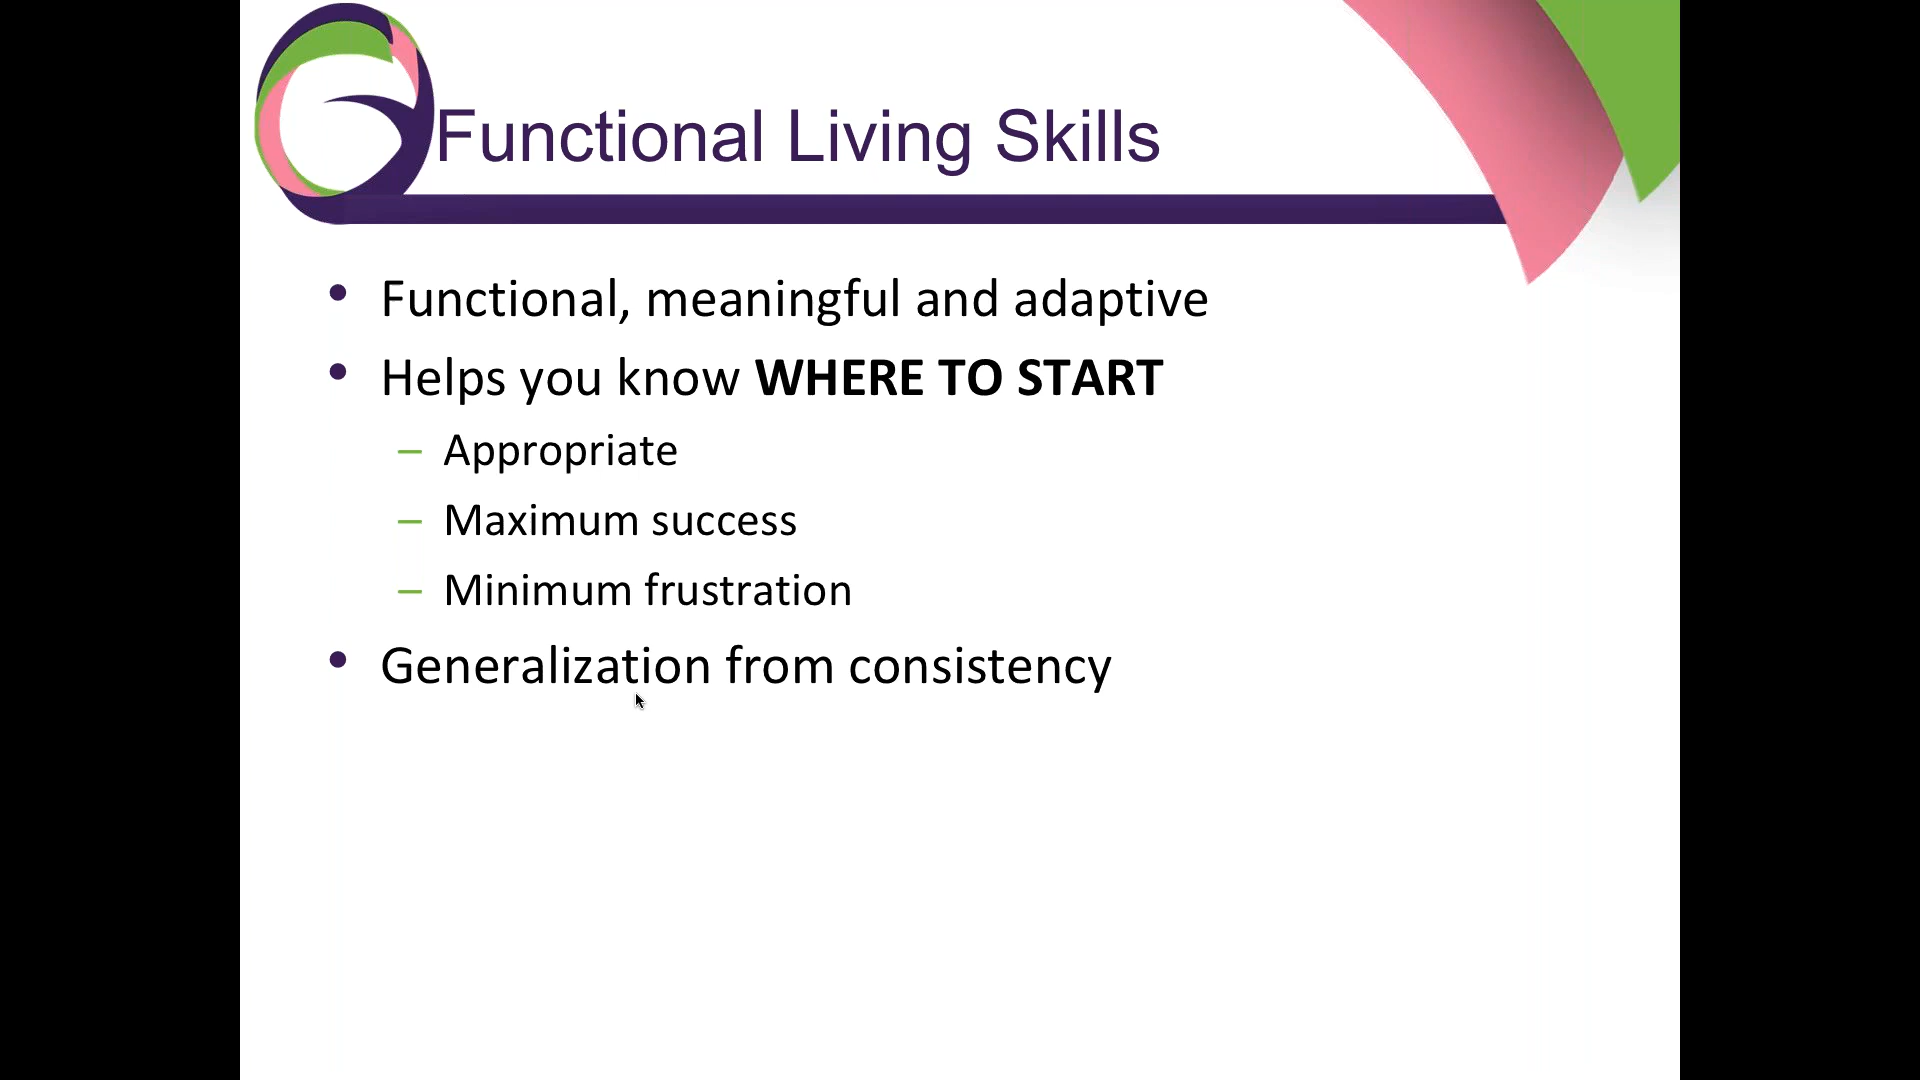 Functional Living Skills
• Functional, meaningful and adaptive
• Helps you know WHERE TO START
– Appropriate
– Maximum success
– Minimum frustration
• Generalization from consistency